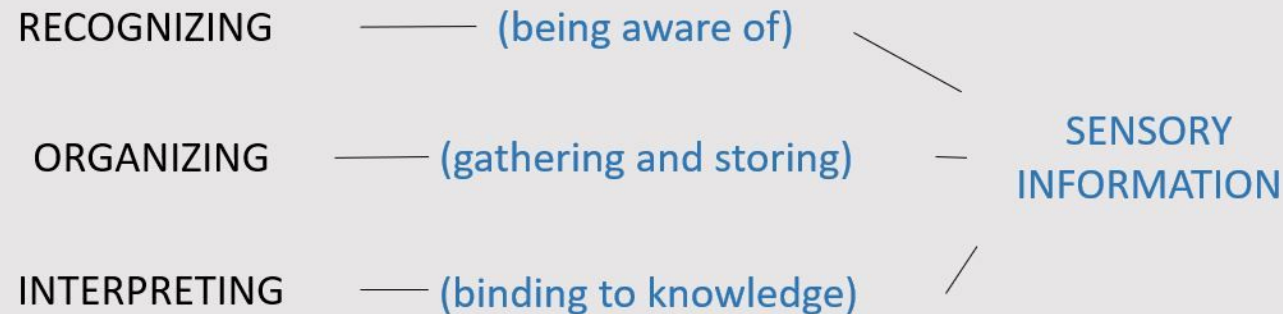 RECOGNIZING (being aware of)
ORGANIZING (gathering and storing)
SENSORY
INFORMATION
INTERPRETING (binding to knowledge)